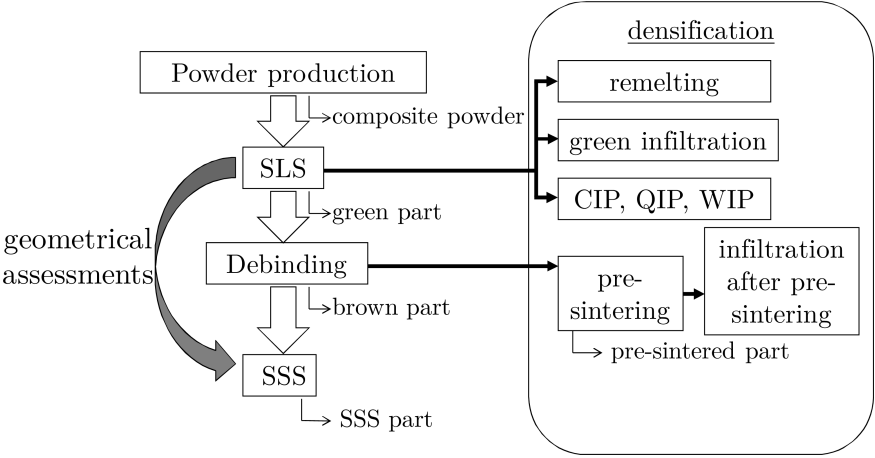 densification
Powder production
remelting
composite powder
green infiltration
SLS
CIP, QIP, WIP
green part
geometrical
assessments
Debinding
pre-
sintering
infiltration
after pre-
sintering
brown part
pre-sintered part
SSS
SSS part